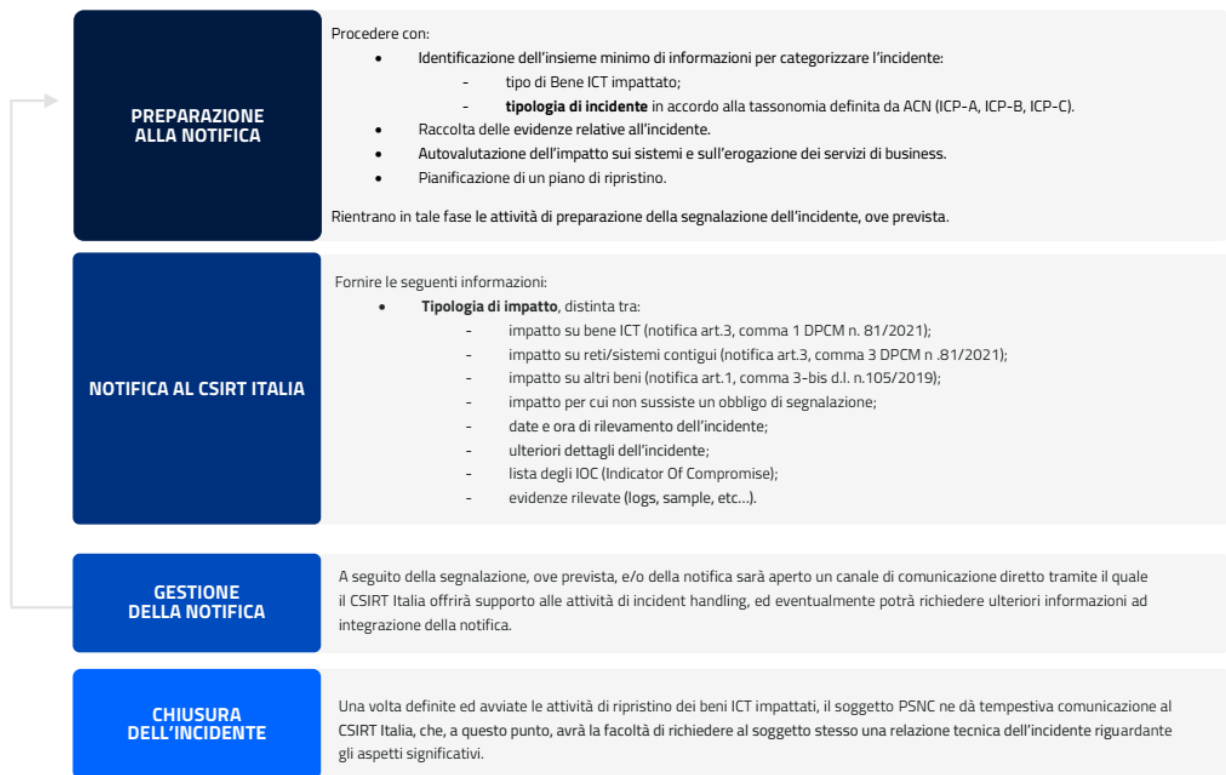 PREPARAZIONE
ALLA NOTIFICA
Procedere con:
• Identificazione dell'insieme minimo di informazioni per categorizzare l'incidente:
- tipo di Bene ICT impattato;
- tipologia di incidente in accordo alla tassonomia definita da ACN (ICP-A, ICP-B, ICP-C).
• Raccolta delle evidenze relative all'incidente.
• Autovalutazione dell'impatto sui sistemi e sull'erogazione dei servizi di business.
• Pianificazione di un piano di ripristino.
Rientrano in tale fase le attività di preparazione della segnalazione dell'incidente, ove prevista.
NOTIFICA AL CSIRT ITALIA
Fornire le seguenti informazioni:
• Tipologia di impatto, distinta tra:
- impatto su bene ICT (notifica art.3, comma 1 DPCM n. 81/2021);
- impatto su reti/sistemi contigui (notifica art.3, comma 3 DPCM n .81/2021);
- impatto su altri beni (notifica art.1, comma 3-bis d.l. n.105/2019);
- impatto per cui non sussiste un obbligo di segnalazione;
- date e ora di rilevamento dell'incidente;
- ulteriori dettagli dell'incidente;
- lista degli IOC (Indicator Of Compromise);
- evidenze rilevate (logs, sample, etc...).
GESTIONE
DELLA NOTIFICA
A seguito della segnalazione, ove prevista, e/o della notifica sarà aperto un canale di comunicazione diretto tramite il quale
il CSIRT Italia offrirà supporto alle attività di incident handling, ed eventualmente potrà richiedere ulteriori informazioni ad
integrazione della notifica.
CHIUSURA
DELL'INCIDENTE
Una volta definite ed avviate le attività di ripristino dei beni ICT impattati, il soggetto PSNC ne dà tempestiva comunicazione al
CSIRT Italia, che, a questo punto, avrà la facoltà di richiedere al soggetto stesso una relazione tecnica dell'incidente riguardante
gli aspetti significativi.